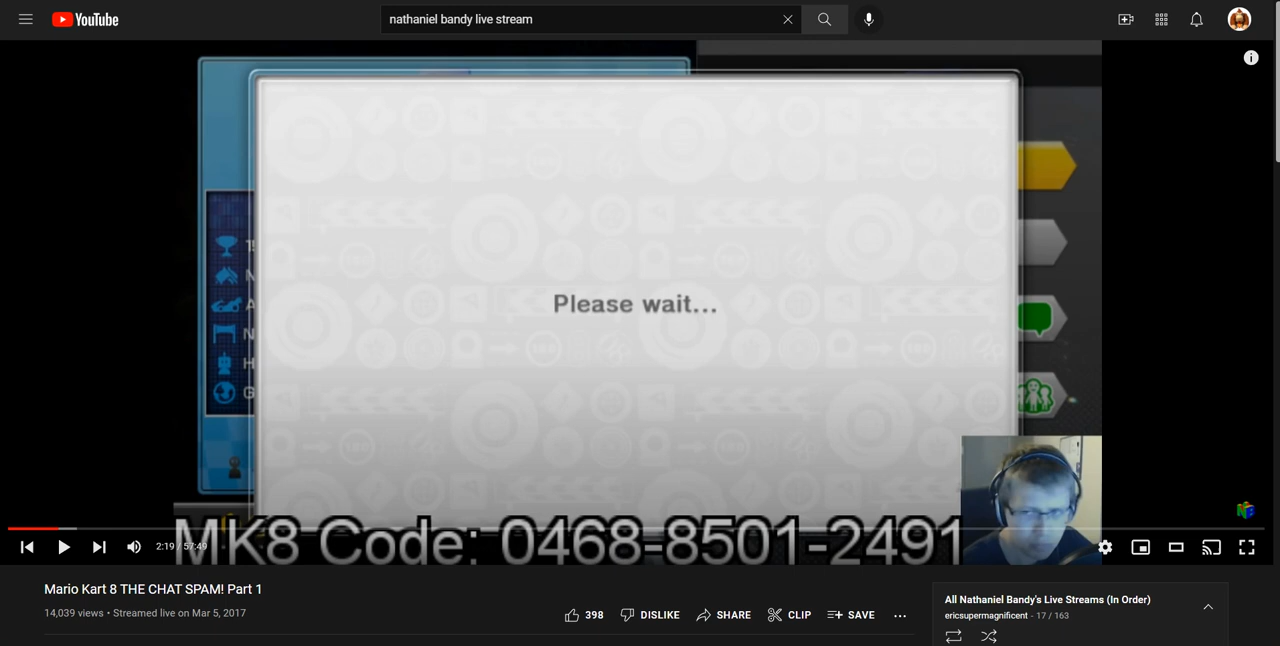 YouTube
nathaniel bandy live stream
Please wait...
MK8 Code: 0468-8501-2491
2:19 / 57:49
Mario Kart 8 THE CHAT SPAM! Part 1
14,039 views • Streamed live on Mar 5, 2017
398
DISLIKE
SHARE
CLIP
SAVE
All Nathaniel Bandy's Live Streams (In Order)
ericsupermagnificent - 17 / 163